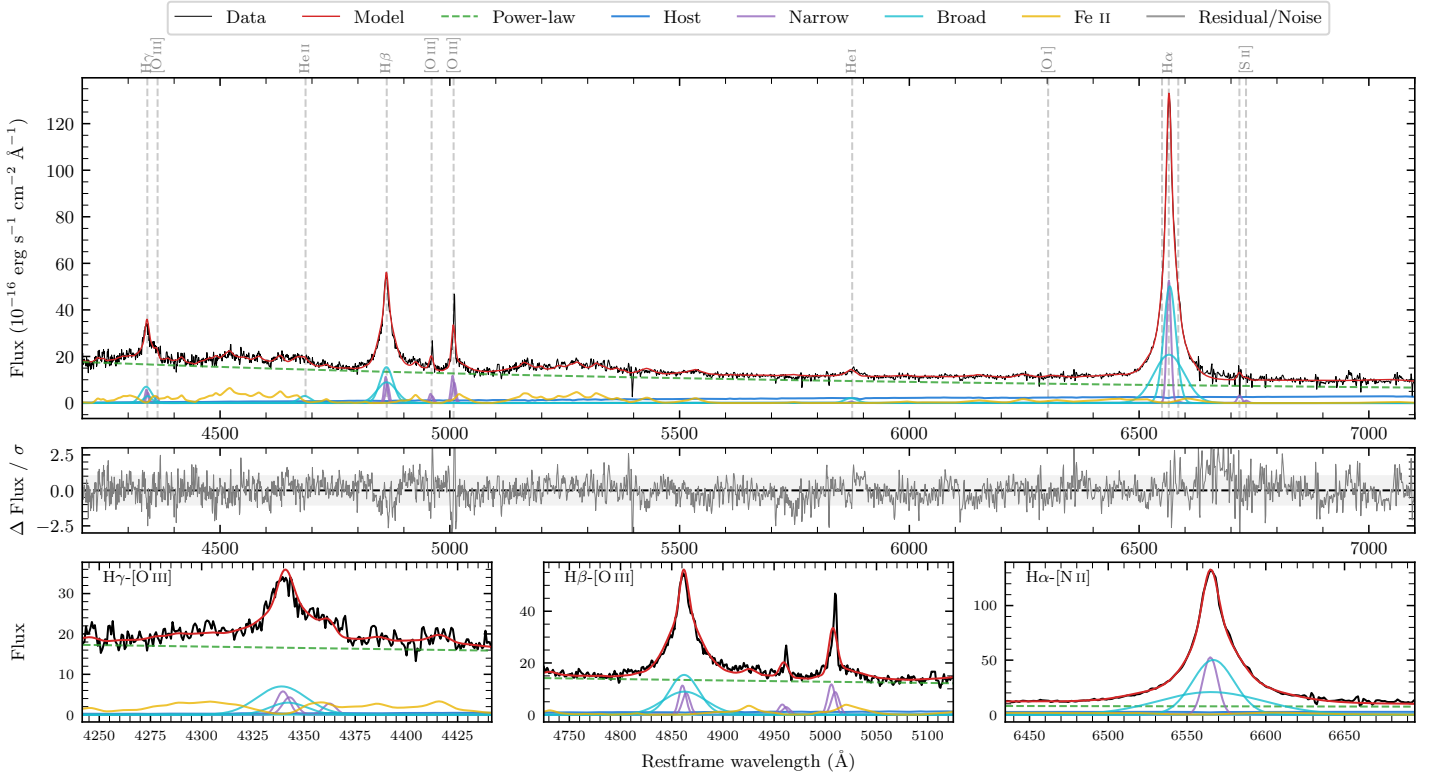 Data Model Power-law Host Narrow Broad Fe II Residual/Noise
Hγ [O III] He II Hβ [O III] [O III] He I [O I] Hα [S II]
Flux (10⁻¹⁶ erg s⁻¹ cm⁻² Å⁻¹)
120
100
80
60
40
20
0
4500 5000 5500 6000 6500 7000
Δ Flux / σ
2.5
0.0
−2.5
4500 5000 5500 6000 6500 7000
Flux
Hγ-[O III]
30
20
10
0
4250 4275 4300 4325 4350 4375 4400 4425
Hβ-[O III]
40
20
0
4750 4800 4850 4900 4950 5000 5050 5100
Hα-[N II]
100
50
0
6450 6500 6550 6600 6650
Restframe wavelength (Å)